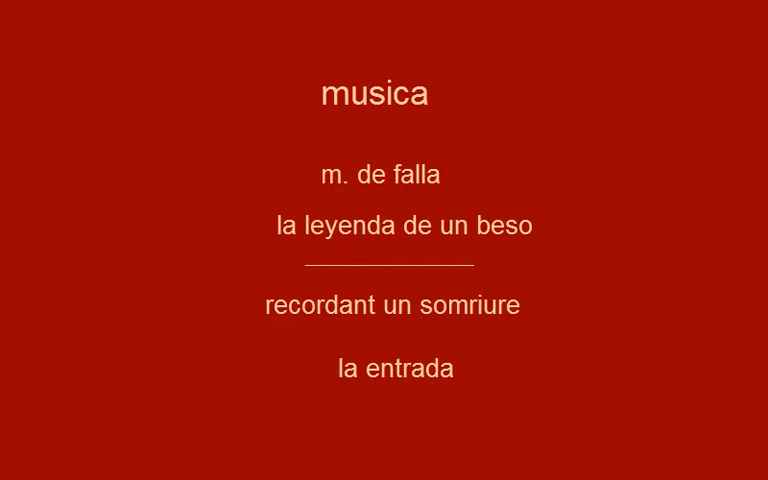 musica
m. de falla
la leyenda de un beso
recordant un somriure
la entrada